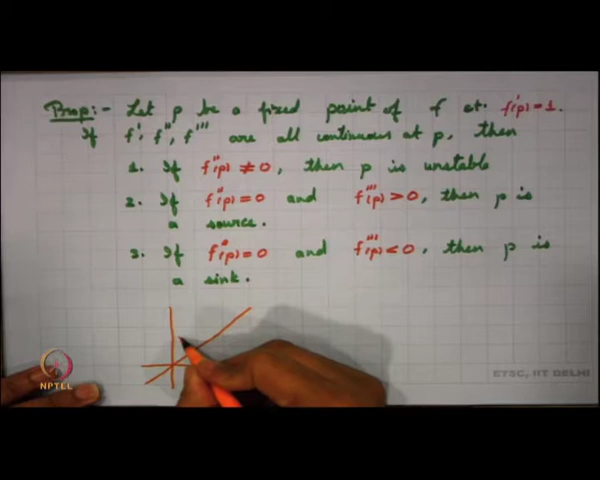 Prop:- Let p be a fixed point of f st. f'(p)=1.
If f', f'', f''' are all continuous at p, then
1. If f''(p) ≠ 0, then p is unstable
2. If f''(p) = 0 and f'''(p) > 0, then p is
a source.
3. If f''(p) = 0 and f'''(p) < 0, then p is
a sink.
NPTEL
ETSC, IIT DELHI